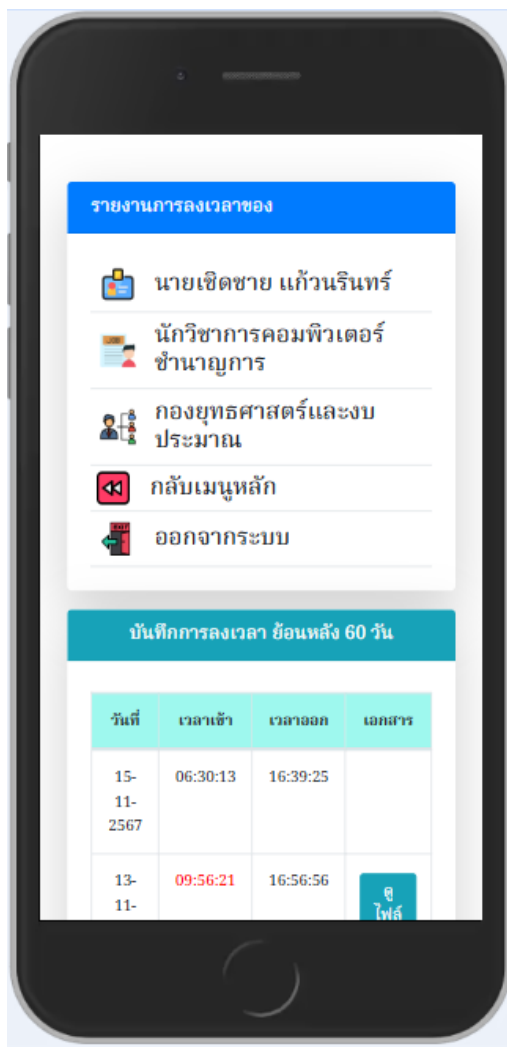 รายงานการลงเวลาของ
นายเชิดชาย แก้วนรินทร์
นักวิชาการคอมพิวเตอร์
ชำนาญการ
กองยุทธศาสตร์และงบ
ประมาณ
กลับเมนูหลัก
ออกจากระบบ
บันทึกการลงเวลา ย้อนหลัง 60 วัน
วันที่ เวลาเข้า เวลาออก เอกสาร
15- 06:30:13 16:39:25
11-
2567
13- 09:56:21 16:56:56 ดู
11- ไฟล์